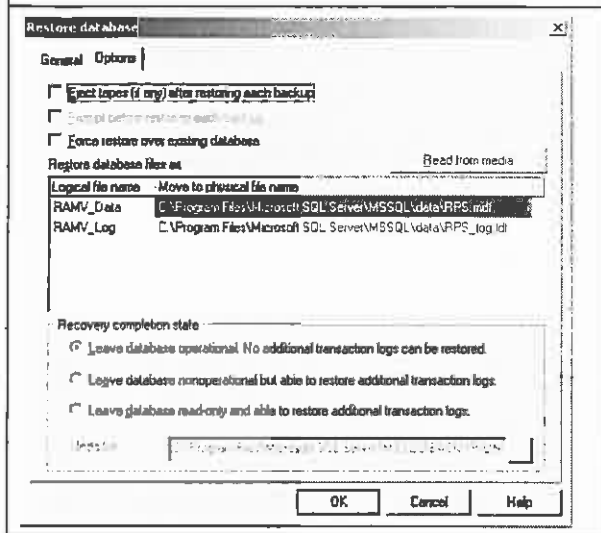 Restore database
General Options
Eject tapes (if any) after restoring each backup
Force restore over existing database
Restore database files as Read from media
Logical file name Move to physical file name
RAMV_Data C:\Program Files\Microsoft SQL Server\MSSQL\data\RPS.mdf
RAMV_Log C:\Program Files\Microsoft SQL Server\MSSQL\data\RPS_log.ldf
Recovery completion state
Leave database operational. No additional transaction logs can be restored.
Leave database nonoperational but able to restore additional transaction logs.
Leave database read-only and able to restore additional transaction logs.
OK Cancel Help